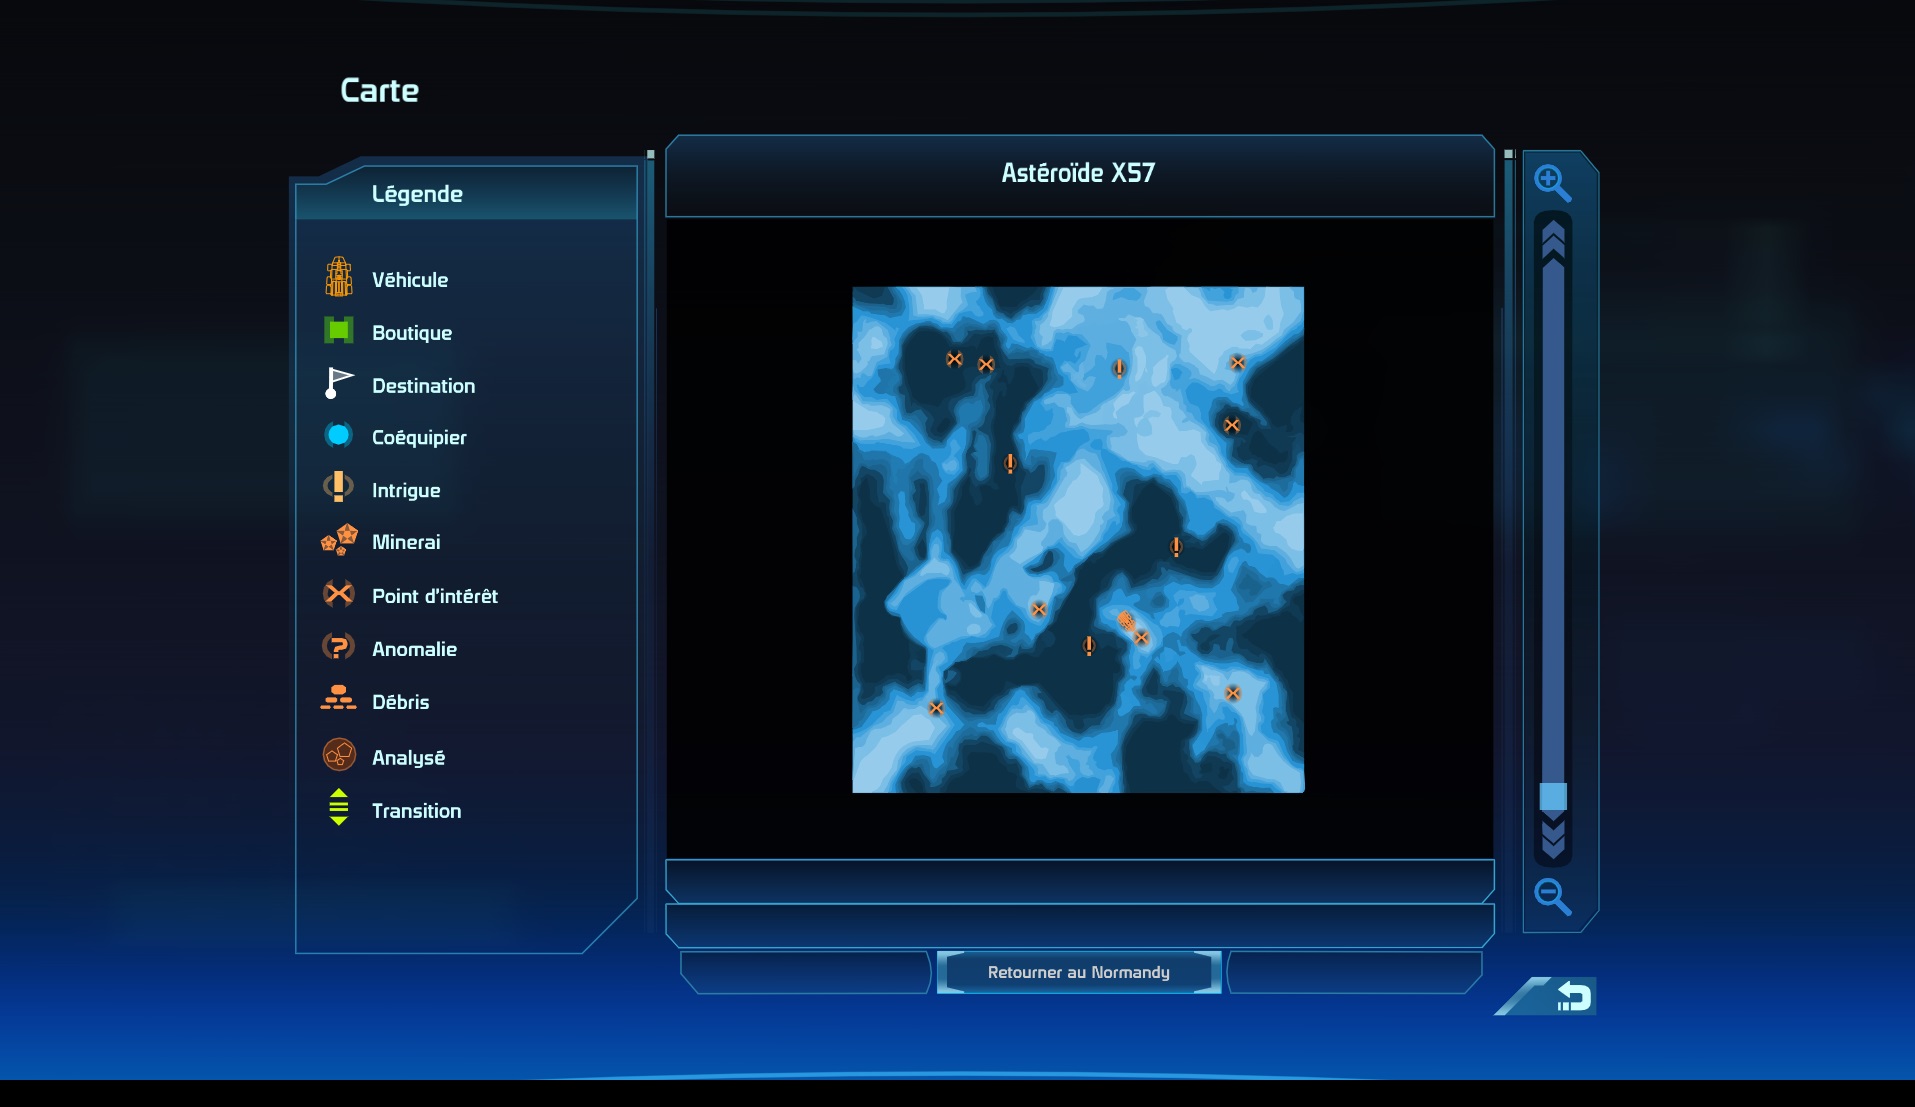 Carte
Légende
Véhicule
Boutique
Destination
Coéquipier
Intrigue
Minerai
Point d'intérêt
Anomalie
Débris
Analysé
Transition
Astéroïde X57
Retourner au Normandy